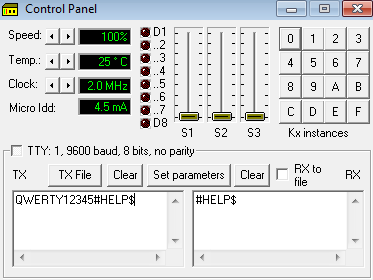 Control Panel
Speed: 100%
Temp.: 25 * C
Clock: 2.0 MHz
Micro Idd: 4.5 mA
D1
..2
..3
..4
..5
..6
..7
D8
S1 S2 S3
0 1 2 3
4 5 6 7
8 9 A B
C D E F
Kx instances
TTY: 1, 9600 baud, 8 bits, no parity
TX TX File Clear Set parameters Clear RX to file RX
QWERTY12345#HELP$
#HELP$